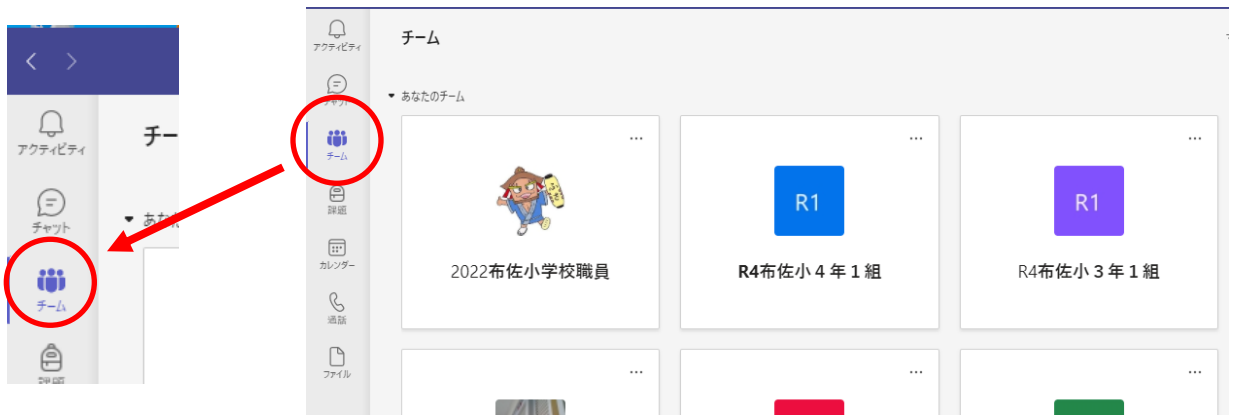 アクティビティ
チー
チャット
あな
チーム
課題
アクティビティ
チャット
チーム
課題
カレンダー
通話
ファイル
チーム
あなたのチーム
2022布佐小学校職員
R1
R4布佐小４年１組
R1
R4布佐小３年１組